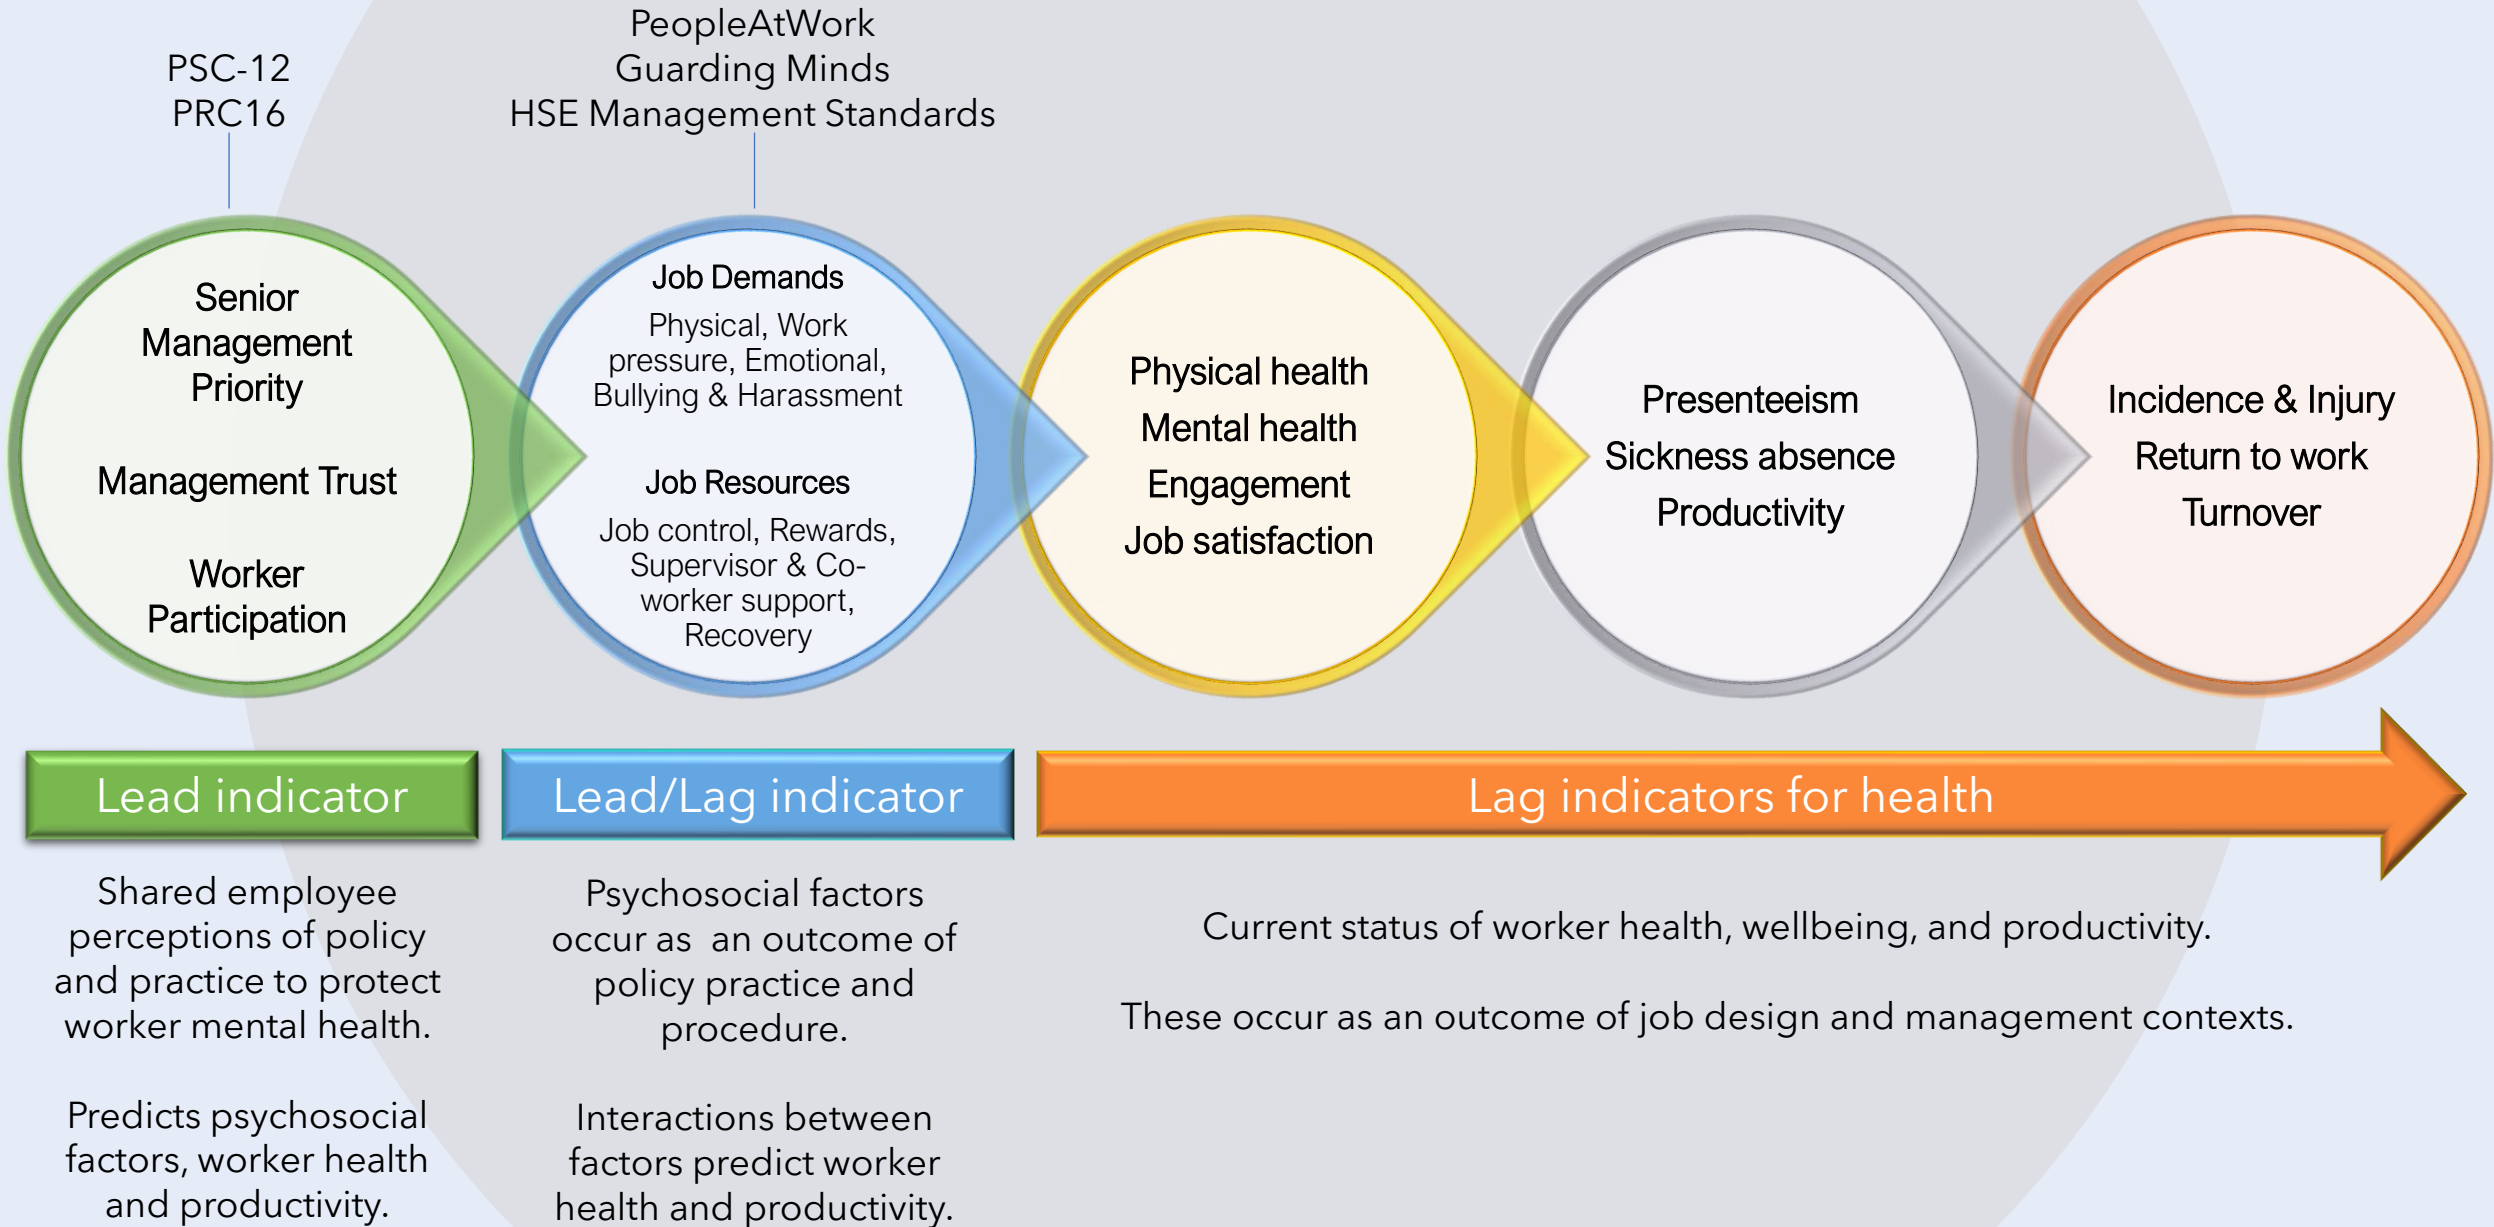 PSC-12
PRC16
PeopleAtWork
Guarding Minds
HSE Management Standards
Senior
Management
Priority
Management Trust
Worker
Participation
Job Demands
Physical, Work
pressure, Emotional,
Bullying & Harassment
Job Resources
Job control, Rewards,
Supervisor & Co-
worker support,
Recovery
Physical health
Mental health
Engagement
Job satisfaction
Presenteeism
Sickness absence
Productivity
Incidence & Injury
Return to work
Turnover
Lead indicator
Lead/Lag indicator
Lag indicators for health
Shared employee
perceptions of policy
and practice to protect
worker mental health.
Predicts psychosocial
factors, worker health
and productivity.
Psychosocial factors
occur as  an outcome of
policy practice and
procedure.
Interactions between
factors predict worker
health and productivity.
Current status of worker health, wellbeing, and productivity.
These occur as an outcome of job design and management contexts.